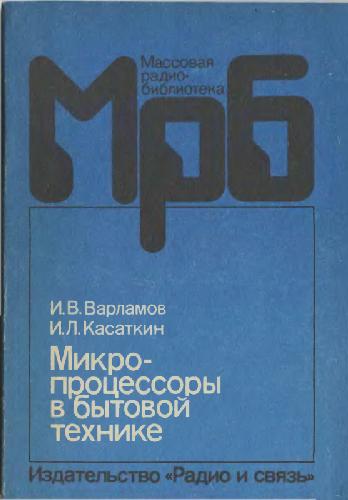 Массовая
радио-
библиотека
Мрб
И.В.Варламов
И.Л.Касаткин
Микро-
процессоры
в бытовой
технике
Издательство «Радио и связь»